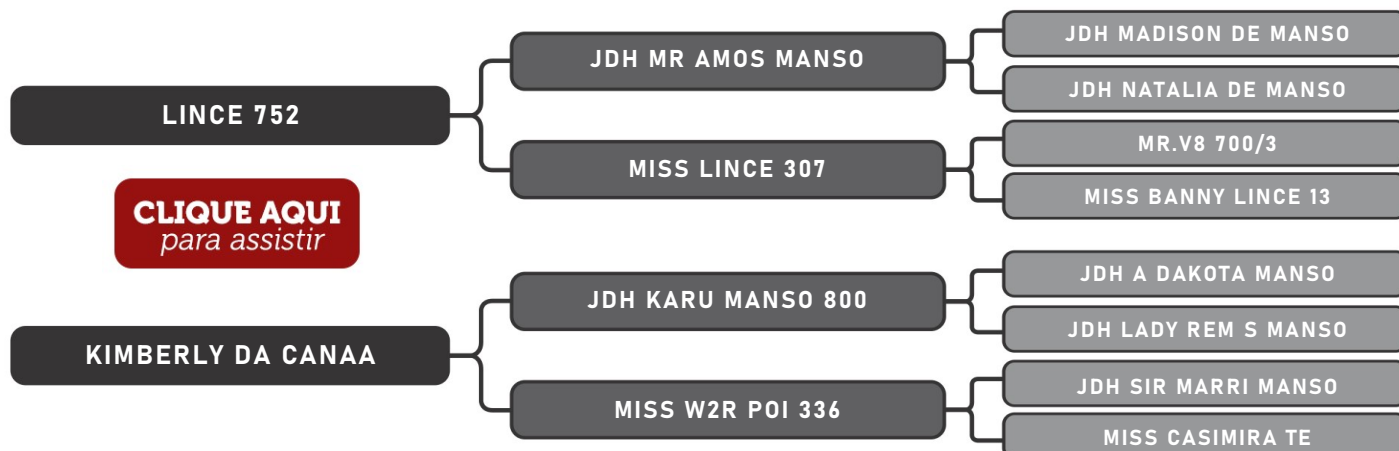 JDH MADISON DE MANSO
JDH MR AMOS MANSO
JDH NATALIA DE MANSO
LINCE 752
MR.V8 700/3
MISS LINCE 307
MISS BANNY LINCE 13
CLIQUE AQUI
para assistir
JDH A DAKOTA MANSO
JDH KARU MANSO 800
JDH LADY REM S MANSO
KIMBERLY DA CANAA
JDH SIR MARRI MANSO
MISS W2R POI 336
MISS CASIMIRA TE